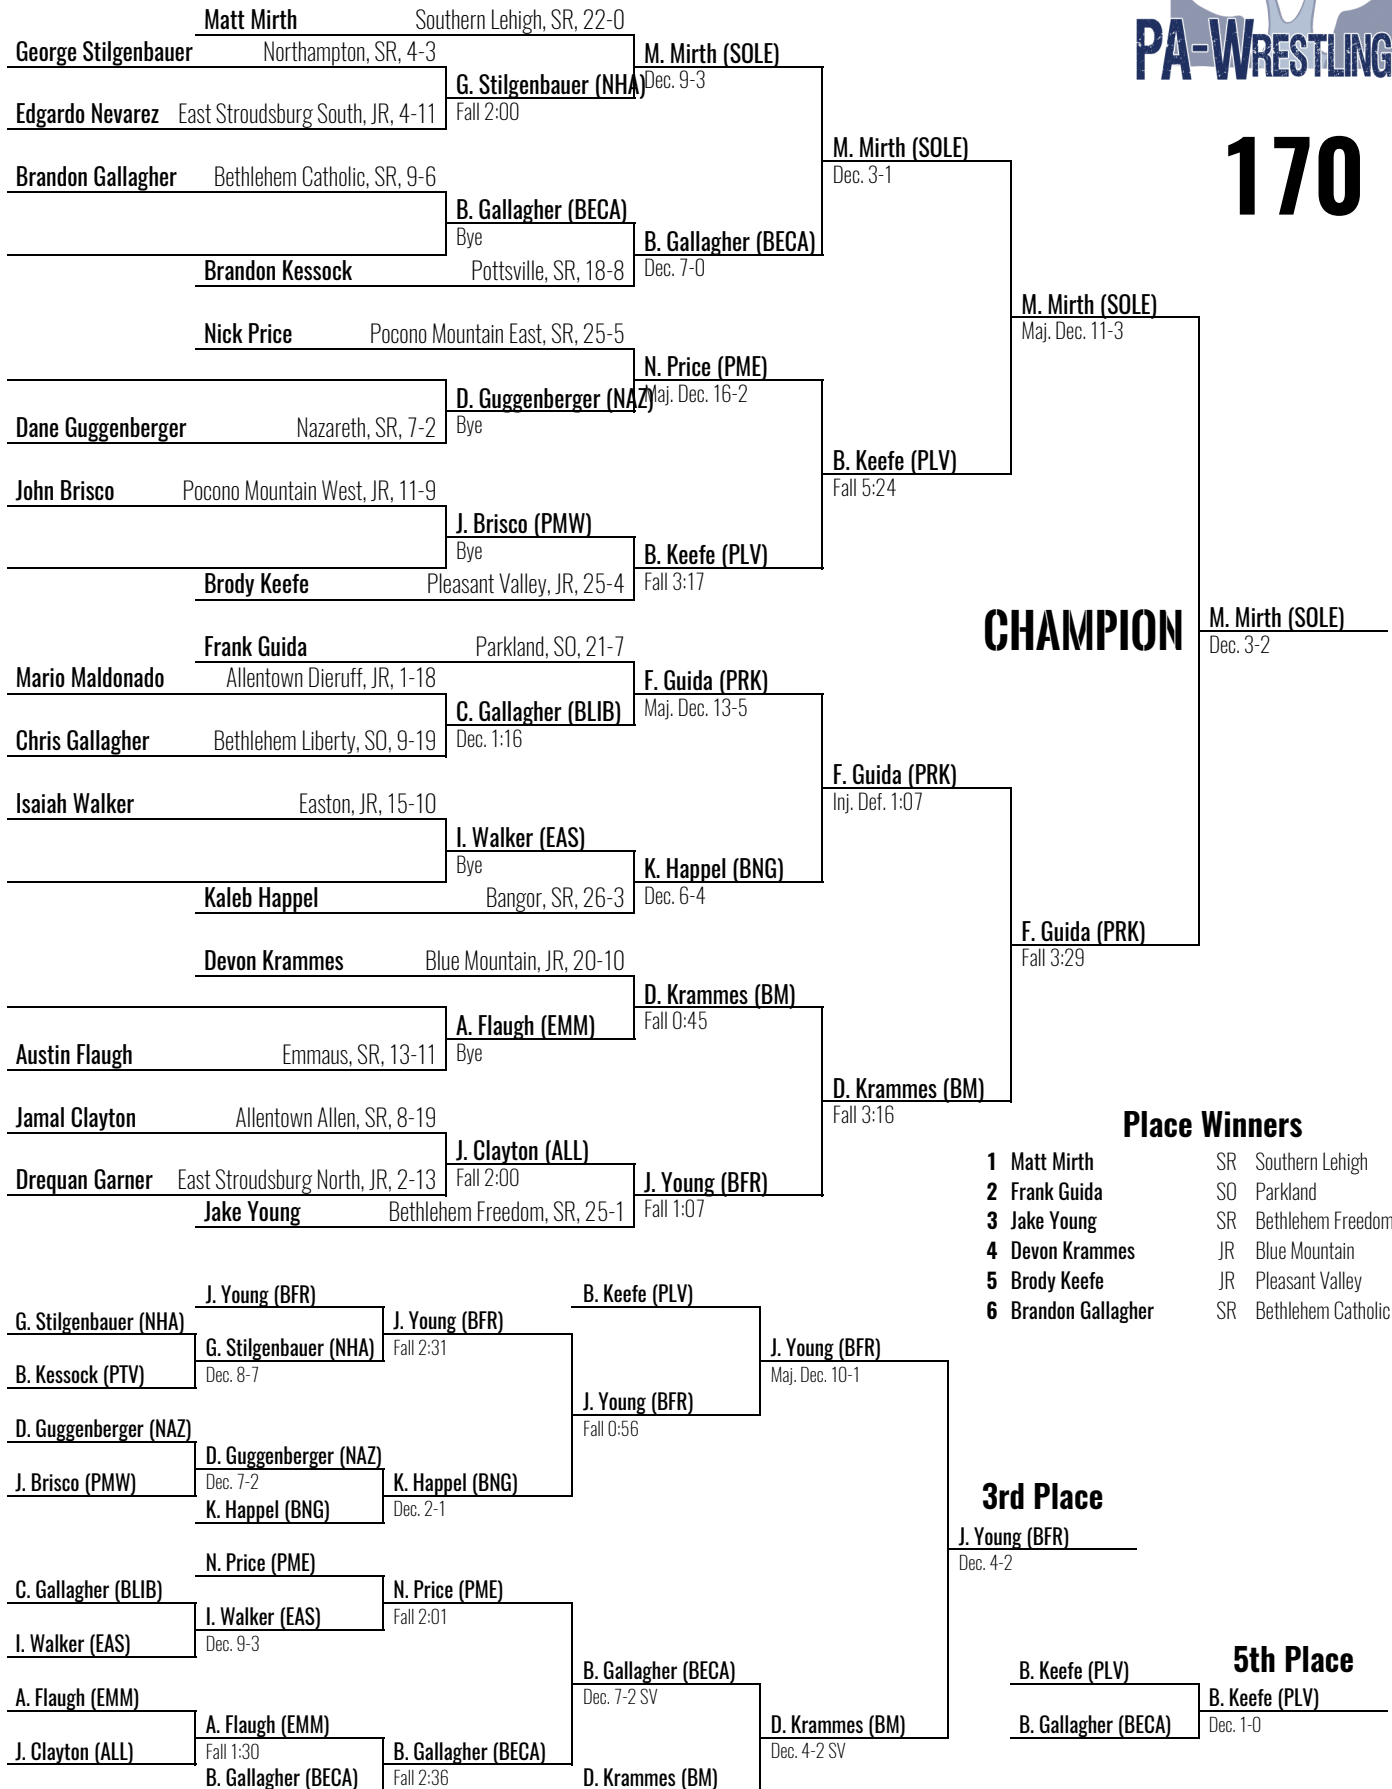 Matt Mirth Southern Lehigh, SR, 22-0
PA-WRESTLING
George Stilgenbauer Northampton, SR, 4-3
M. Mirth (SOLE)
G. Stilgenbauer (NHA) Dec. 9-3
Edgardo Nevarez East Stroudsburg South, JR, 4-11 Fall 2:00
M. Mirth (SOLE)
170
Brandon Gallagher Bethlehem Catholic, SR, 9-6 Dec. 3-1
B. Gallagher (BECA)
Bye B. Gallagher (BECA)
Brandon Kessock Pottsville, SR, 18-8 Dec. 7-0
M. Mirth (SOLE)
Nick Price Pocono Mountain East, SR, 25-5 Maj. Dec. 11-3
N. Price (PME)
D. Guggenberger (NAZ) Maj. Dec. 16-2
Dane Guggenberger Nazareth, SR, 7-2 Bye
B. Keefe (PLV)
John Brisco Pocono Mountain West, JR, 11-9 Fall 5:24
J. Brisco (PMW)
Bye B. Keefe (PLV)
Brody Keefe Pleasant Valley, JR, 25-4 Fall 3:17
CHAMPION M. Mirth (SOLE)
Frank Guida Parkland, SO, 21-7 Dec. 3-2
Mario Maldonado Allentown Dieruff, JR, 1-18 F. Guida (PRK)
C. Gallagher (BLIB) Maj. Dec. 13-5
Chris Gallagher Bethlehem Liberty, SO, 9-19 Dec. 1:16
F. Guida (PRK)
Isaiah Walker Easton, JR, 15-10 Inj. Def. 1:07
I. Walker (EAS)
Bye K. Happel (BNG)
Kaleb Happel Bangor, SR, 26-3 Dec. 6-4
F. Guida (PRK)
Devon Krammes Blue Mountain, JR, 20-10 Fall 3:29
D. Krammes (BM)
A. Flaugh (EMM) Fall 0:45
Austin Flaugh Emmaus, SR, 13-11 Bye
D. Krammes (BM)
Jamal Clayton Allentown Allen, SR, 8-19 Fall 3:16
J. Clayton (ALL)
Drequan Garner East Stroudsburg North, JR, 2-13 Fall 2:00 J. Young (BFR)
Jake Young Bethlehem Freedom, SR, 25-1 Fall 1:07
Place Winners
1 Matt Mirth SR Southern Lehigh
2 Frank Guida SO Parkland
3 Jake Young SR Bethlehem Freedom
4 Devon Krammes JR Blue Mountain
5 Brody Keefe JR Pleasant Valley
6 Brandon Gallagher SR Bethlehem Catholic
J. Young (BFR) B. Keefe (PLV)
G. Stilgenbauer (NHA) J. Young (BFR)
G. Stilgenbauer (NHA) Fall 2:31 J. Young (BFR)
B. Kessock (PTV) Dec. 8-7 Maj. Dec. 10-1
J. Young (BFR)
D. Guggenberger (NAZ) Fall 0:56
D. Guggenberger (NAZ)
J. Brisco (PMW) Dec. 7-2 K. Happel (BNG)
K. Happel (BNG) Dec. 2-1
3rd Place
J. Young (BFR)
N. Price (PME) Dec. 4-2
C. Gallagher (BLIB) N. Price (PME)
I. Walker (EAS) Fall 2:01
I. Walker (EAS) Dec. 9-3
5th Place
B. Gallagher (BECA) B. Keefe (PLV)
A. Flaugh (EMM) Dec. 7-2 SV B. Keefe (PLV)
A. Flaugh (EMM) D. Krammes (BM) B. Gallagher (BECA) Dec. 1-0
J. Clayton (ALL) Fall 1:30 B. Gallagher (BECA) Dec. 4-2 SV
B. Gallagher (BECA) Fall 2:36 D. Krammes (BM)